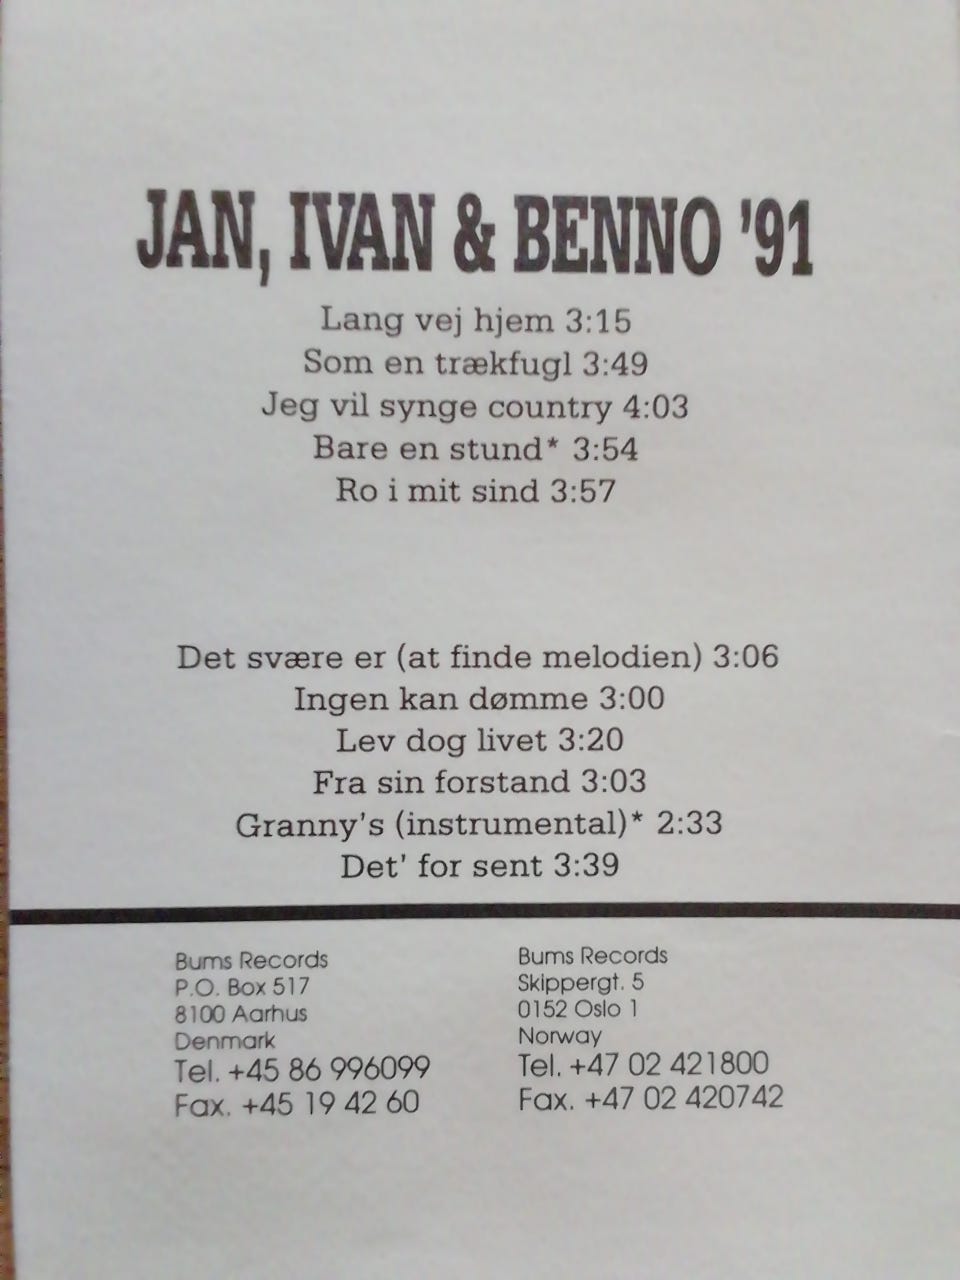 JAN, IVAN & BENNO '91
Lang vej hjem 3:15
Som en trækfugl 3:49
Jeg vil synge country 4:03
Bare en stund* 3:54
Ro i mit sind 3:57
Det svære er (at finde melodien) 3:06
Ingen kan dømme 3:00
Lev dog livet 3:20
Fra sin forstand 3:03
Granny's (instrumental)* 2:33
Det' for sent 3:39
Bums Records
P.O. Box 517
8100 Aarhus
Denmark
Tel. +45 86 996099
Fax. +45 19 42 60
Bums Records
Skippergt. 5
0152 Oslo 1
Norway
Tel. +47 02 421800
Fax. +47 02 420742